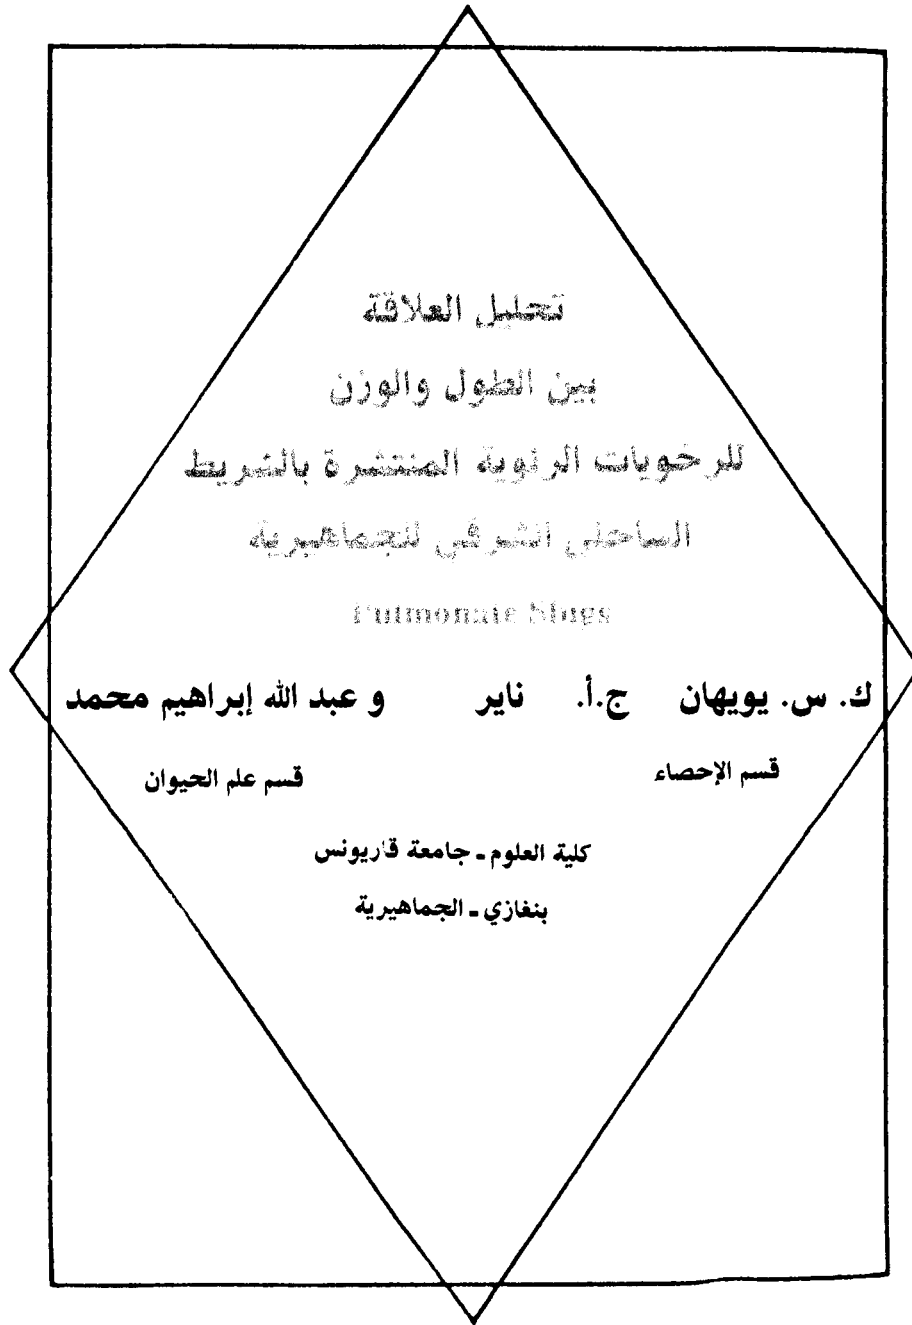 تحليل العلاقة
بين الطول والوزن
للرخويات الرئوية المنتشرة بالشريط
الساحلي الشرقي للجماهيرية
Pulmonate Slugs
ك. س. يويهان ج.أ. ناير و عبد الله إبراهيم محمد
قسم الإحصاء قسم علم الحيوان
كلية العلوم ـ جامعة قاريونس
بنغازي ـ الجماهيرية